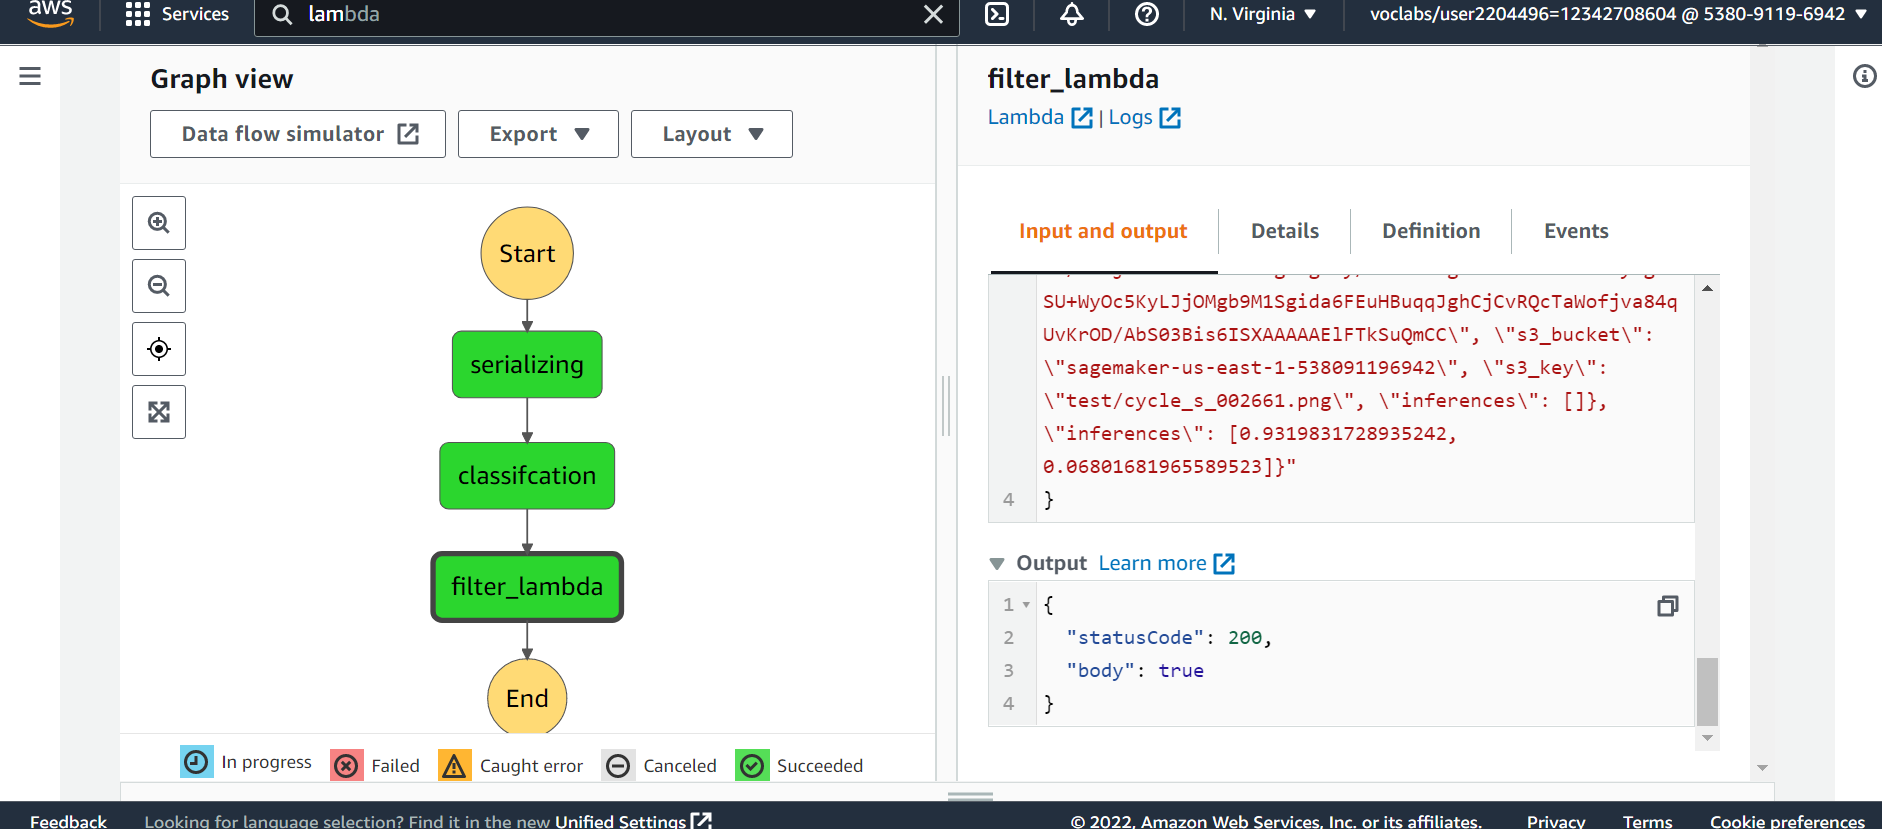 aws
Services
lambda
N. Virginia ▼
voclabs/user2204496=12342708604 @ 5380-9119-6942 ▼
Graph view
Data flow simulator
Export ▼
Layout ▼
Start
serializing
classifcation
filter_lambda
End
In progress
Failed
Caught error
Canceled
Succeeded
filter_lambda
Lambda | Logs
Input and output
Details
Definition
Events
SU+WyOc5KyLJjOMgb9M1Sgida6FEuHBuqqJghCjCvRQcTaWofjva84q
UvKrOD/AbS03Bis6ISXAAAAAElFTkSuQmCC\", \"s3_bucket\":
\"sagemaker-us-east-1-538091196942\", \"s3_key\":
\"test/cycle_s_002661.png\", \"inferences\": []},
\"inferences\": [0.9319831728935242,
0.06801681965589523]}"
4 }
▼ Output Learn more
1 {
2 "statusCode": 200,
3 "body": true
4 }
Feedback
Looking for language selection? Find it in the new Unified Settings
© 2022, Amazon Web Services, Inc. or its affiliates.
Privacy
Terms
Cookie preferences